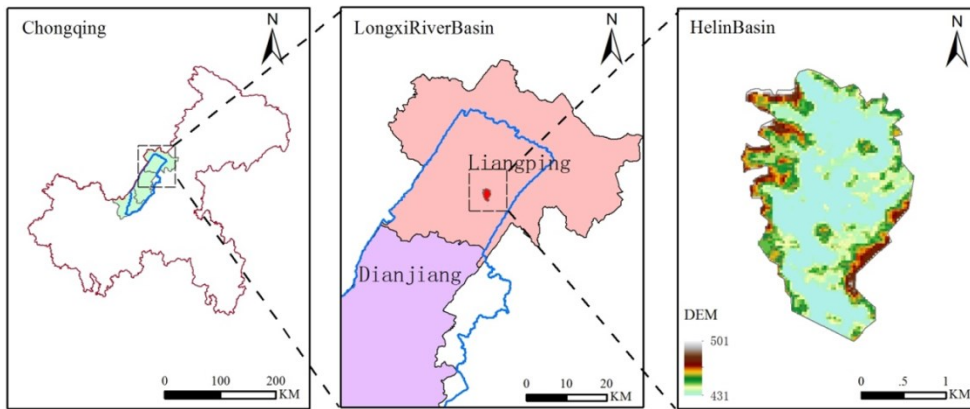 Chongqing
N
0 100 200
KM
LongxiRiverBasin
N
Liangping
Dianjiang
0 10 20
KM
HelinBasin
N
DEM
501
431
0 .5 1
KM